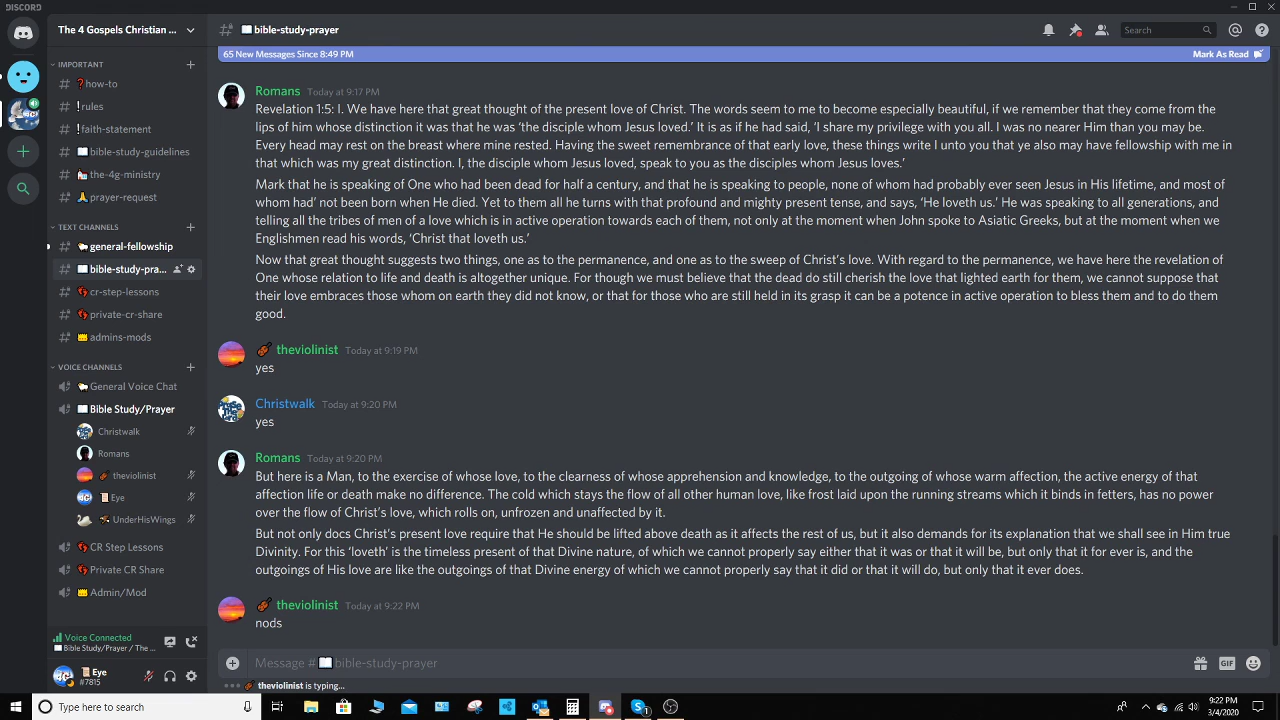 DISCORD
The 4 Gospels Christian ...
IMPORTANT
how-to
rules
faith-statement
bible-study-guidelines
the-4g-ministry
prayer-request
TEXT CHANNELS
general-fellowship
bible-study-pra...
cr-step-lessons
private-cr-share
admins-mods
VOICE CHANNELS
General Voice Chat
Bible Study/Prayer
Christwalk
Romans
theviolinist
Eye
UnderHisWings
CR Step Lessons
Private CR Share
Admin/Mod
Voice Connected
Bible Study/Prayer / The ...
Eye
#7815
bible-study-prayer
Search
65 New Messages Since 8:49 PM
Mark As Read
Romans Today at 9:17 PM
Revelation 1:5: I. We have here that great thought of the present love of Christ. The words seem to me to become especially beautiful, if we remember that they come from the
lips of him whose distinction it was that he was ‘the disciple whom Jesus loved.’ It is as if he had said, ‘I share my privilege with you all. I was no nearer Him than you may be.
Every head may rest on the breast where mine rested. Having the sweet remembrance of that early love, these things write I unto you that ye also may have fellowship with me in
that which was my great distinction. I, the disciple whom Jesus loved, speak to you as the disciples whom Jesus loves.’
Mark that he is speaking of One who had been dead for half a century, and that he is speaking to people, none of whom had probably ever seen Jesus in His lifetime, and most of
whom had’ not been born when He died. Yet to them all he turns with that profound and mighty present tense, and says, ‘He loveth us.’ He was speaking to all generations, and
telling all the tribes of men of a love which is in active operation towards each of them, not only at the moment when John spoke to Asiatic Greeks, but at the moment when we
Englishmen read his words, ‘Christ that loveth us.’
Now that great thought suggests two things, one as to the permanence, and one as to the sweep of Christ’s love. With regard to the permanence, we have here the revelation of
One whose relation to life and death is altogether unique. For though we must believe that the dead do still cherish the love that lighted earth for them, we cannot suppose that
their love embraces those whom on earth they did not know, or that for those who are still held in its grasp it can be a potence in active operation to bless them and to do them
good.
theviolinist Today at 9:19 PM
yes
Christwalk Today at 9:20 PM
yes
Romans Today at 9:20 PM
But here is a Man, to the exercise of whose love, to the clearness of whose apprehension and knowledge, to the outgoing of whose warm affection, the active energy of that
affection life or death make no difference. The cold which stays the flow of all other human love, like frost laid upon the running streams which it binds in fetters, has no power
over the flow of Christ’s love, which rolls on, unfrozen and unaffected by it.
But not only docs Christ’s present love require that He should be lifted above death as it affects the rest of us, but it also demands for its explanation that we shall see in Him true
Divinity. For this ‘loveth’ is the timeless present of that Divine nature, of which we cannot properly say either that it was or that it will be, but only that it for ever is, and the
outgoings of His love are like the outgoings of that Divine energy of which we cannot properly say that it did or that it will do, but only that it ever does.
theviolinist Today at 9:22 PM
nods
Message # bible-study-prayer
GIF
theviolinist is typing...
Type here to search
9:22 PM
3/4/2020